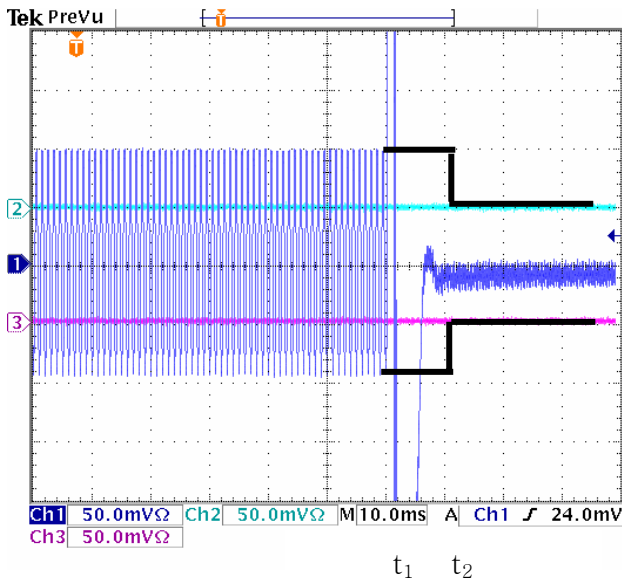 Tek PreVu
T
T
2
1
3
Ch1 50.0mVΩ Ch2 50.0mVΩ M 10.0ms A Ch1 ʃ 24.0mV
Ch3 50.0mVΩ
t₁ t₂